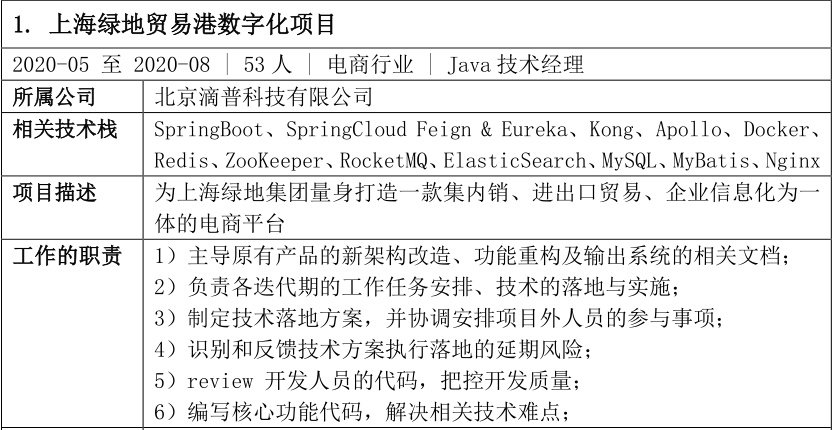 1. 上海绿地贸易港数字化项目
2020-05 至 2020-08 | 53 人 | 电商行业 | Java 技术经理
所属公司 北京滴普科技有限公司
相关技术栈 SpringBoot、SpringCloud Feign & Eureka、Kong、Apollo、Docker、
Redis、ZooKeeper、RocketMQ、ElasticSearch、MySQL、MyBatis、Nginx
项目描述 为上海绿地集团量身打造一款集内销、进出口贸易、企业信息化为一
体的电商平台
工作的职责 1）主导原有产品的新架构改造、功能重构及输出系统的相关文档；
2）负责各迭代期的工作任务安排、技术的落地与实施；
3）制定技术落地方案，并协调安排项目外人员的参与事项；
4）识别和反馈技术方案执行落地的延期风险；
5）review 开发人员的代码，把控开发质量；
6）编写核心功能代码，解决相关技术难点；